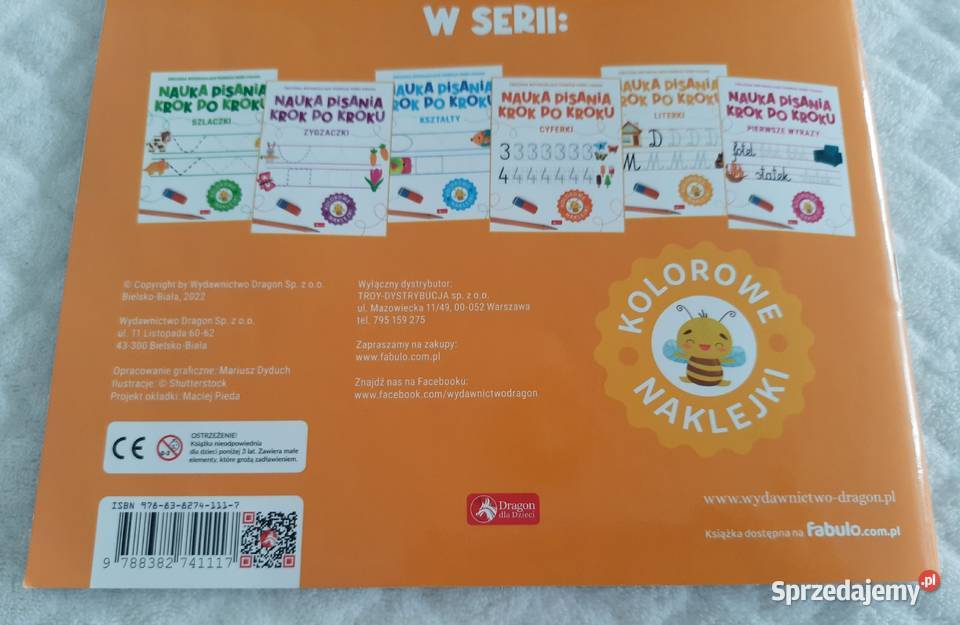 W SERII:
NAUKA PISANIA
KROK PO KROKU
SZLACZKI
NAUKA PISANIA
KROK PO KROKU
ZYGZACZKI
NAUKA PISANIA
KROK PO KROKU
KSZTAŁTY
NAUKA PISANIA
KROK PO KROKU
CYFERKI
3333333
4444444
NAUKA PISANIA
KROK PO KROKU
LITERKI
D D D D
M M M M
NAUKA PISANIA
KROK PO KROKU
PIERWSZE WYRAZY
fotel
statek
© Copyright by Wydawnictwo Dragon Sp. z o.o.
Bielsko-Biała, 2022
Wydawnictwo Dragon Sp. z o.o.
ul. 11 Listopada 60-62
43-300 Bielsko-Biała
Opracowanie graficzne: Mariusz Dyduch
Ilustracje: © Shutterstock
Projekt okładki: Maciej Pieda
Wyłączny dystrybutor:
TROY-DYSTRYBUCJA sp. z o.o.
ul. Mazowiecka 11/49, 00-052 Warszawa
tel. 795 159 275
Zapraszamy na zakupy:
www.fabulo.com.pl
Znajdź nas na Facebooku:
www.facebook.com/wydawnictwodragon
KOLOROWE
NAKLEJKI
CE
0-3
OSTRZEŻENIE!
Książka nieodpowiednia
dla dzieci poniżej 3 lat. Zawiera małe
elementy, które grożą zadławieniem.
ISBN 978-83-8274-111-7
9 788382 741117
Dragon
dla Dzieci
www.wydawnictwo-dragon.pl
Książka dostępna na fabulo.com.pl
Sprzedajemy.pl